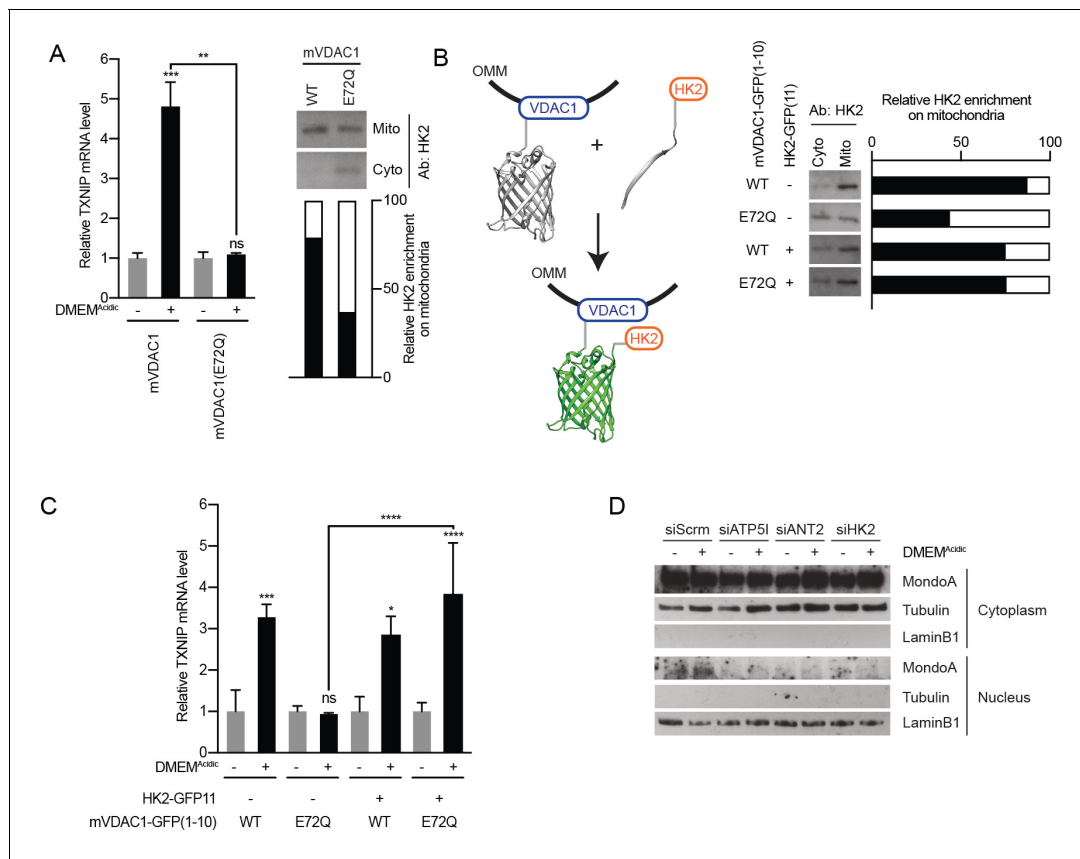 A
Relative TXNIP mRNA level
6
5
4
3
2
1
0
***
**
ns
DMEM^Acidic - + - +
mVDAC1
mVDAC1(E72Q)
mVDAC1
WT
E72Q
Mito
Cyto
Ab: HK2
100
50
0
Relative HK2 enrichment
on mitochondria
B
OMM
VDAC1
HK2
+
OMM
VDAC1
HK2
mVDAC1-GFP(1-10)
HK2-GFP(11)
Ab: HK2
Cyto
Mito
Relative HK2 enrichment
on mitochondria
0 50 100
WT -
E72Q -
WT +
E72Q +
C
Relative TXNIP mRNA level
6
5
4
3
2
1
0
***
ns
****
*
****
DMEM^Acidic - + - + - + - +
HK2-GFP11 - - + +
mVDAC1-GFP(1-10) WT E72Q WT E72Q
D
siScrm siATP5I siANT2 siHK2
- + - + - + - + DMEM^Acidic
MondoA
Tubulin
LaminB1
Cytoplasm
MondoA
Tubulin
LaminB1
Nucleus